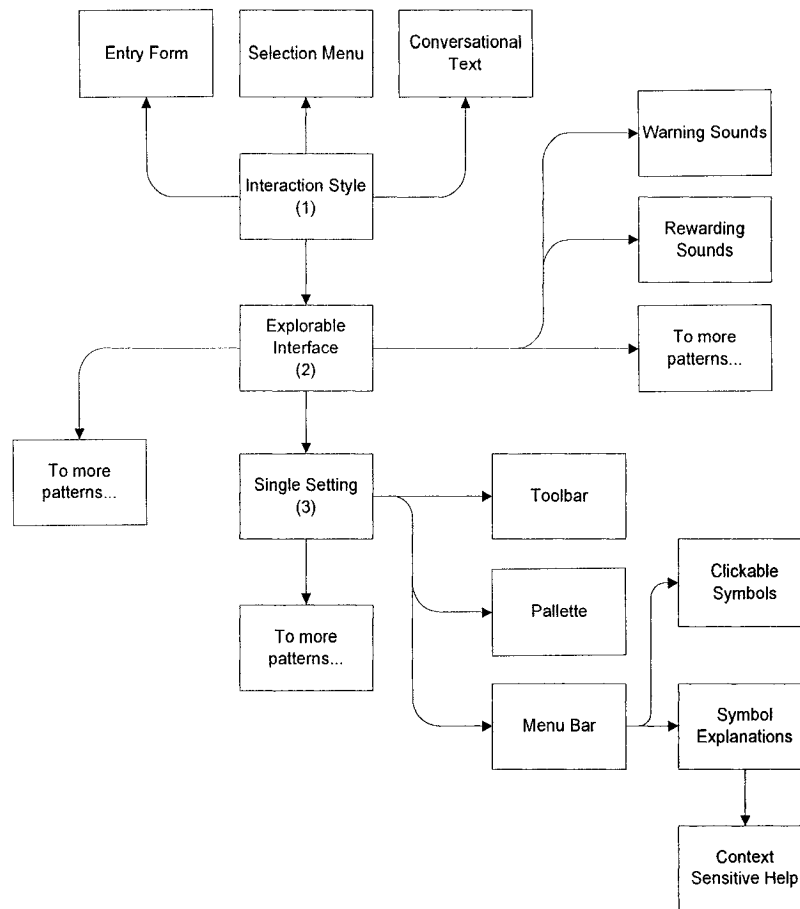 Entry Form
Selection Menu
Conversational
Text
Warning Sounds
Interaction Style
(1)
Rewarding
Sounds
Explorable
Interface
(2)
To more
patterns...
To more
patterns...
Single Setting
(3)
Toolbar
Clickable
Symbols
Pallette
To more
patterns...
Menu Bar
Symbol
Explanations
Context
Sensitive Help